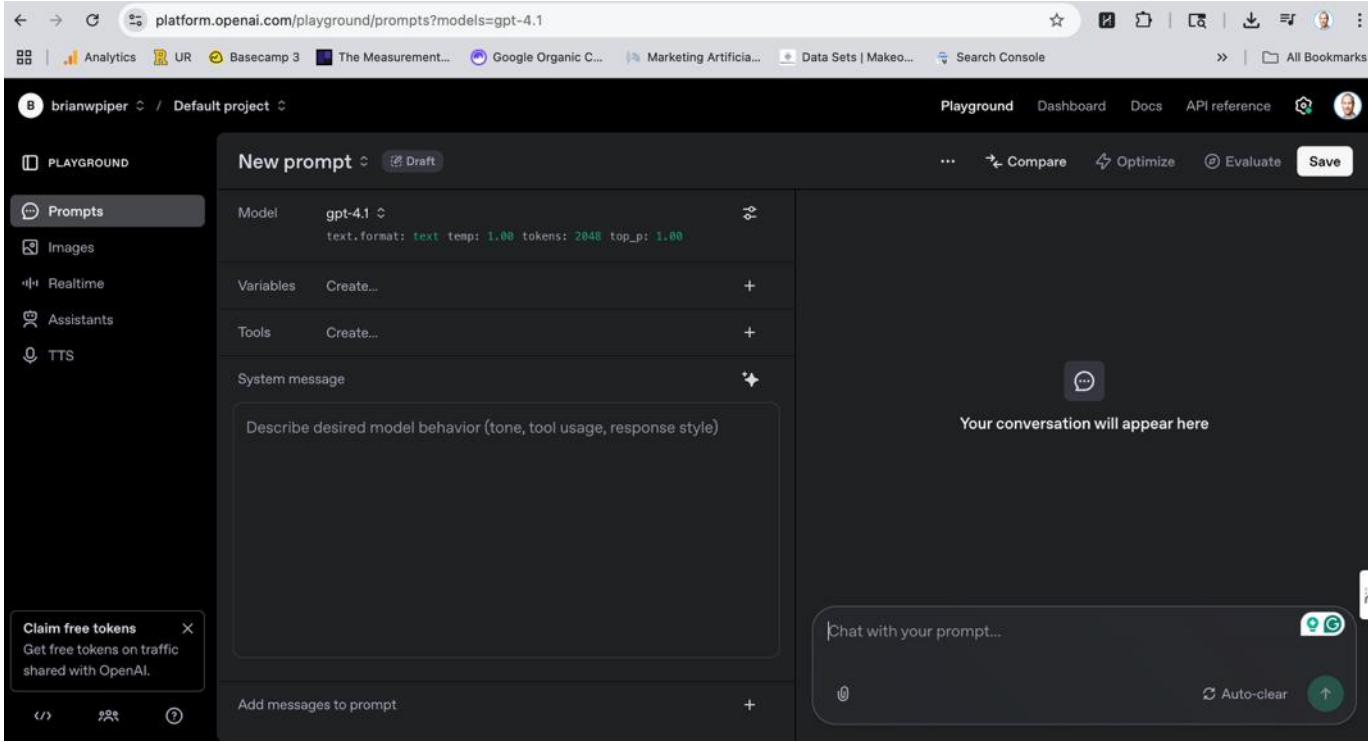 platform.openai.com/playground/prompts?models=gpt-4.1
Analytics UR Basecamp 3 The Measurement... Google Organic C... Marketing Artificia... Data Sets | Makeo... Search Console » All Bookmarks
B brianwpiper / Default project Playground Dashboard Docs API reference
PLAYGROUND
Prompts
Images
Realtime
Assistants
TTS
Claim free tokens
Get free tokens on traffic
shared with OpenAI.
New prompt Draft ... Compare Optimize Evaluate Save
Model gpt-4.1
text.format: text temp: 1.00 tokens: 2048 top_p: 1.00
Variables Create... +
Tools Create... +
System message
Describe desired model behavior (tone, tool usage, response style)
Add messages to prompt +
Your conversation will appear here
Chat with your prompt...
Auto-clear